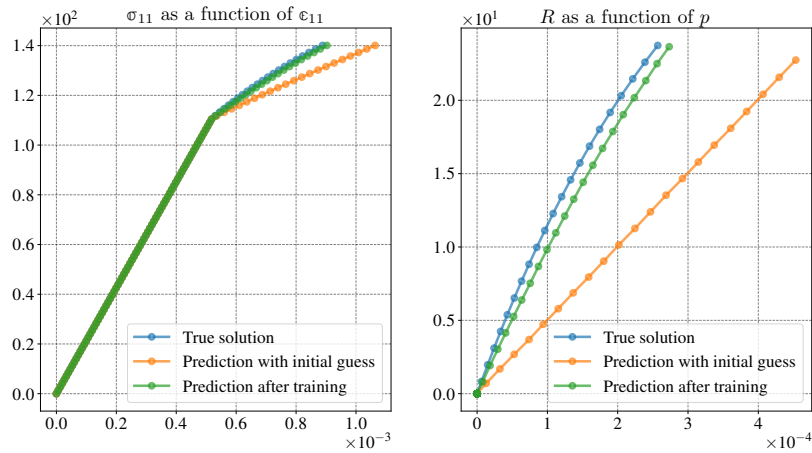 σ₁₁ as a function of ε₁₁
×10²
1.4
1.2
1.0
0.8
0.6
0.4
0.2
0.0
0.0 0.2 0.4 0.6 0.8 1.0
×10⁻³
True solution
Prediction with initial guess
Prediction after training
R as a function of p
×10¹
2.0
1.5
1.0
0.5
0.0
0 1 2 3 4
×10⁻⁴
True solution
Prediction with initial guess
Prediction after training